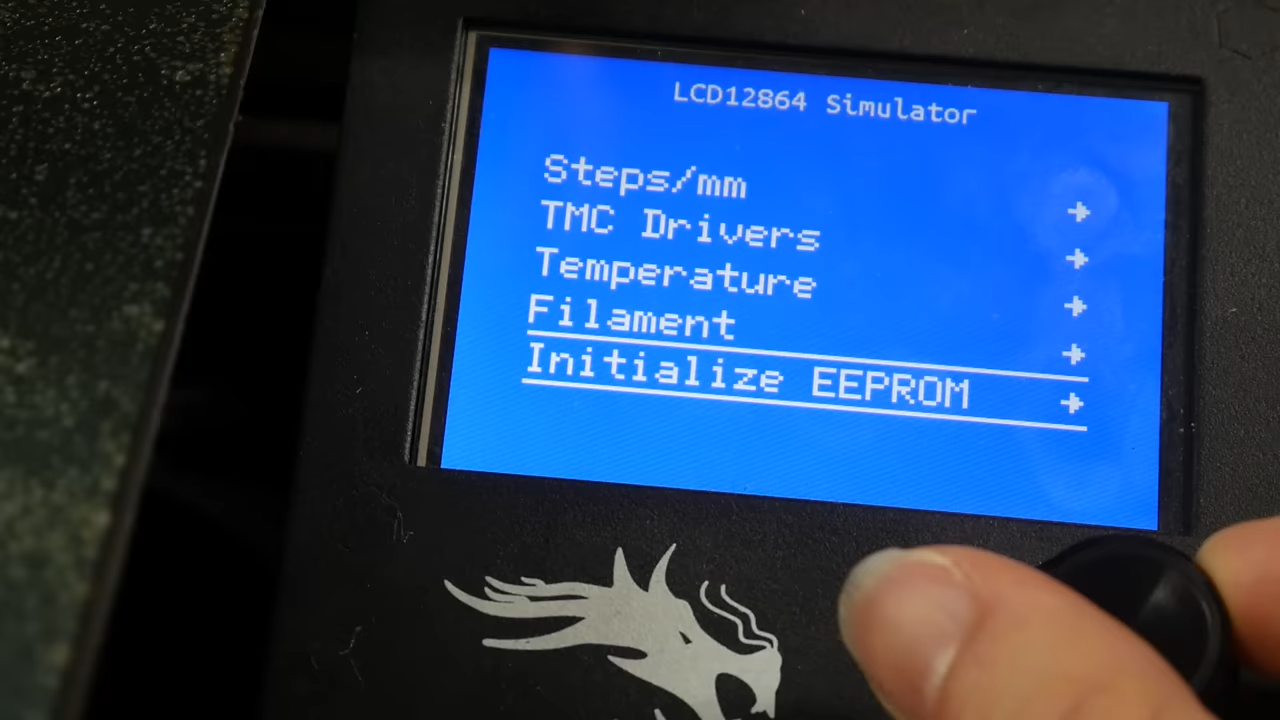 LCD12864 Simulator
Steps/mm
TMC Drivers
Temperature
Filament
Initialize EEPROM